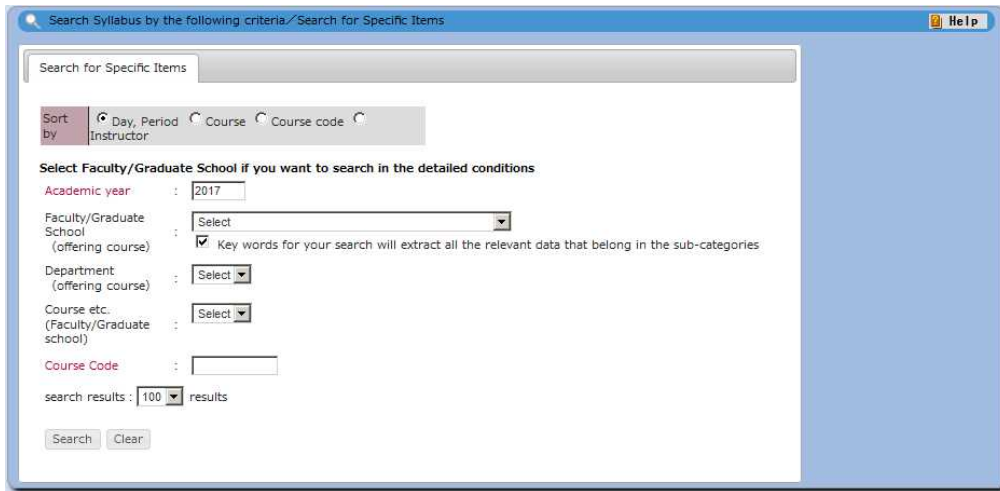 Search Syllabus by the following criteria／Search for Specific Items
Help
Search for Specific Items
Sort by
Day, Period Course Course code
Instructor
Select Faculty/Graduate School if you want to search in the detailed conditions
Academic year : 2017
Faculty/Graduate School (offering course) : Select
Key words for your search will extract all the relevant data that belong in the sub-categories
Department (offering course) : Select
Course etc. (Faculty/Graduate school) : Select
Course Code :
search results : 100 results
Search Clear